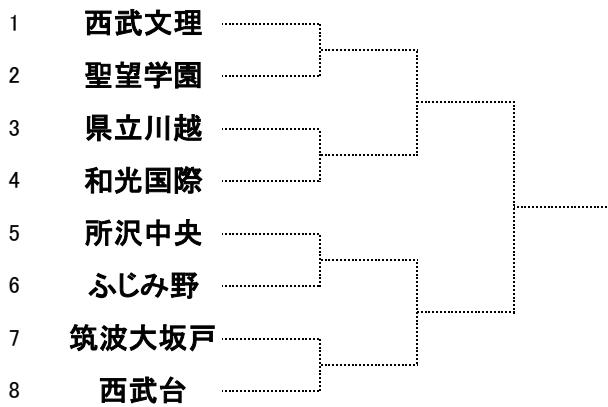 1 西武文理
2 聖望学園
3 県立川越
4 和光国際
5 所沢中央
6 ふじみ野
7 筑波大坂戸
8 西武台